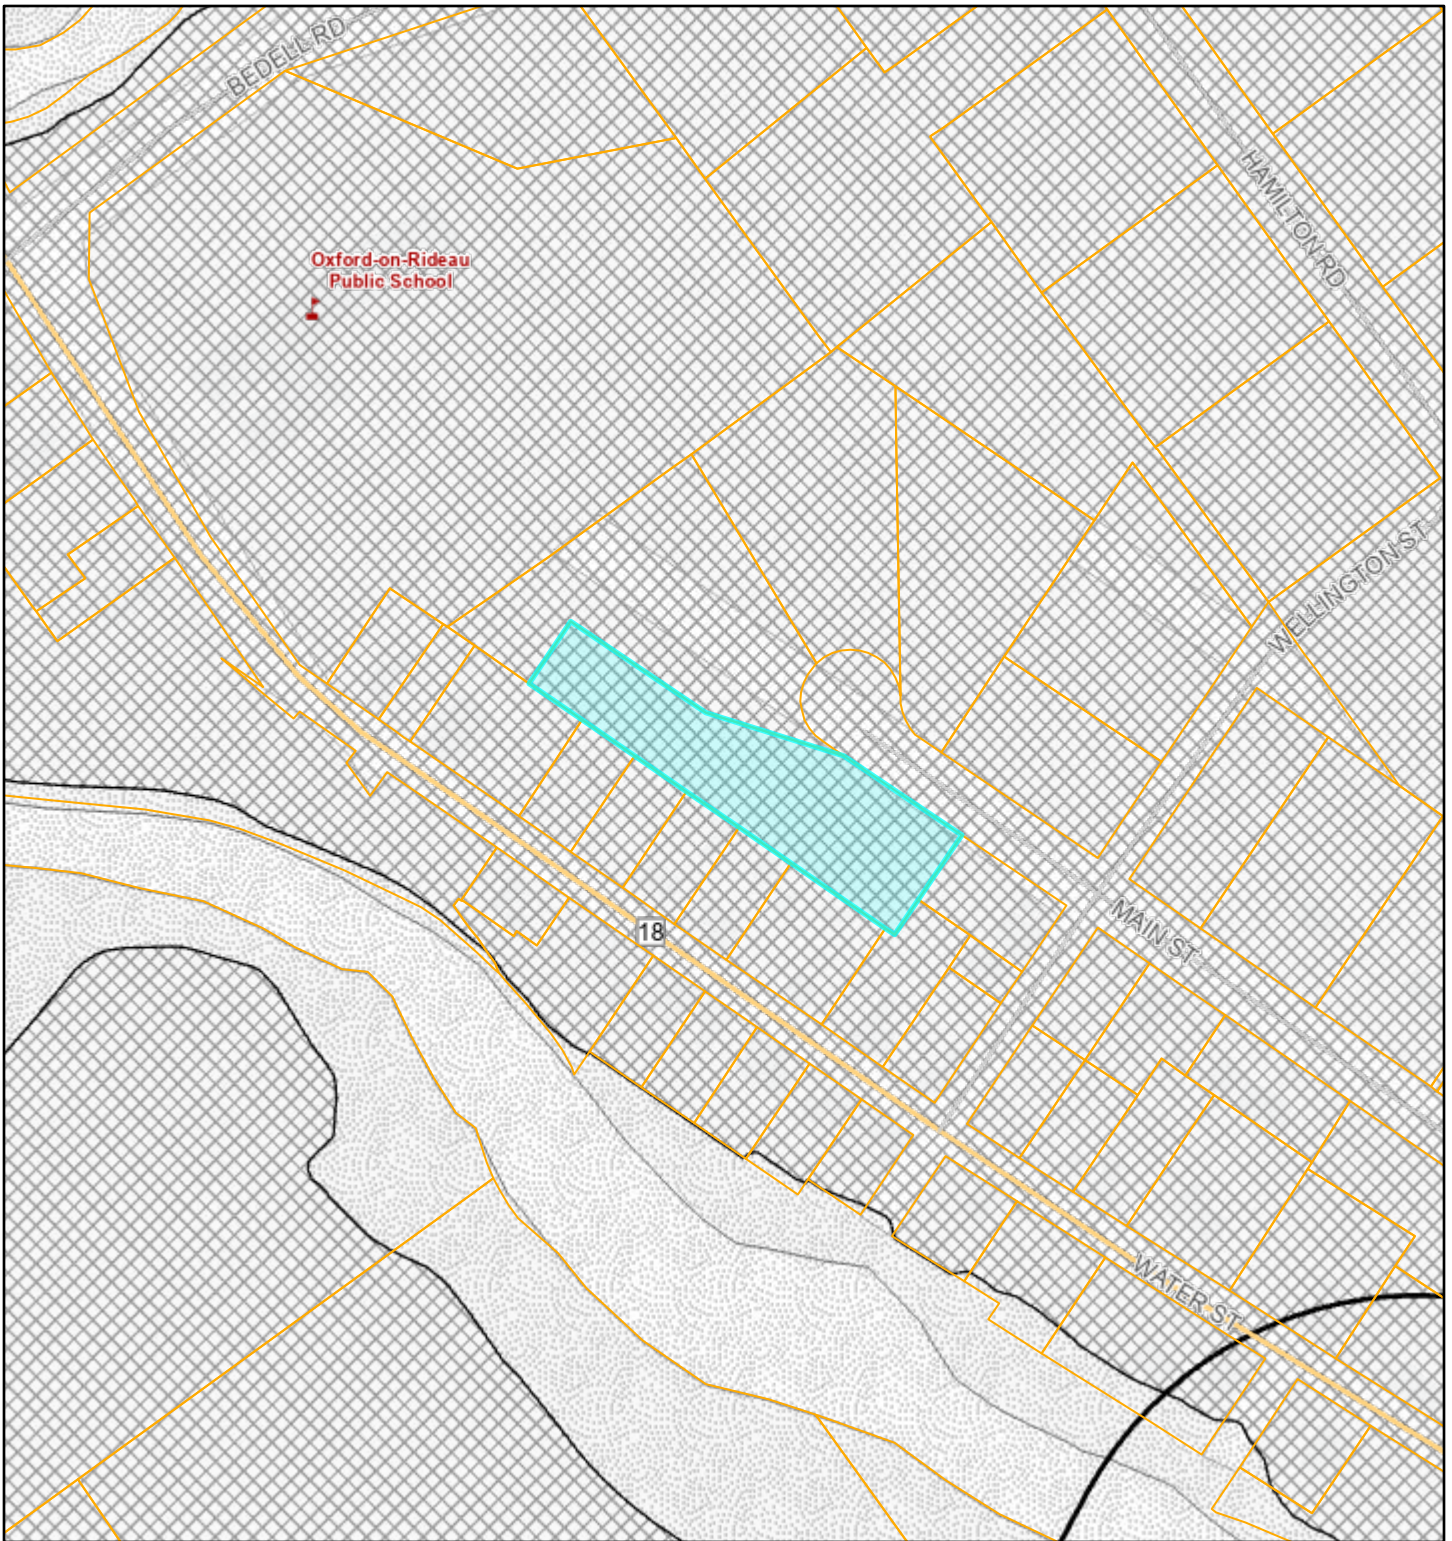 BEDELL RD
HAMILTON RD
Oxford-on-Rideau
Public School
WELLINGTON ST
18
MAIN ST
WATER ST